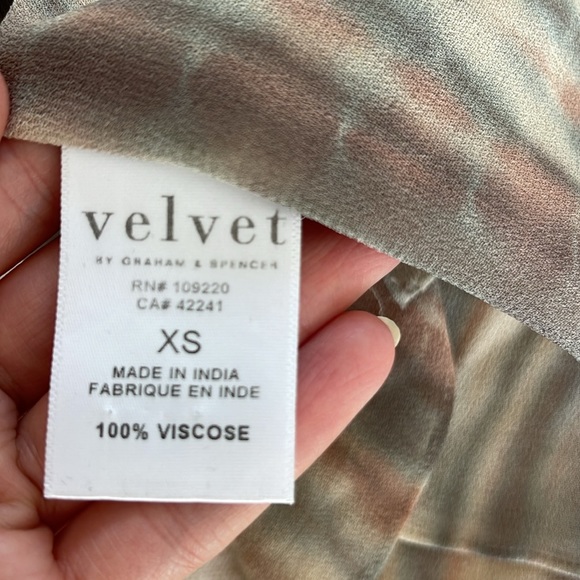 velvet
BY GRAHAM & SPENCER
RN# 109220
CA# 42241
XS
MADE IN INDIA
FABRIQUE EN INDE
100% VISCOSE